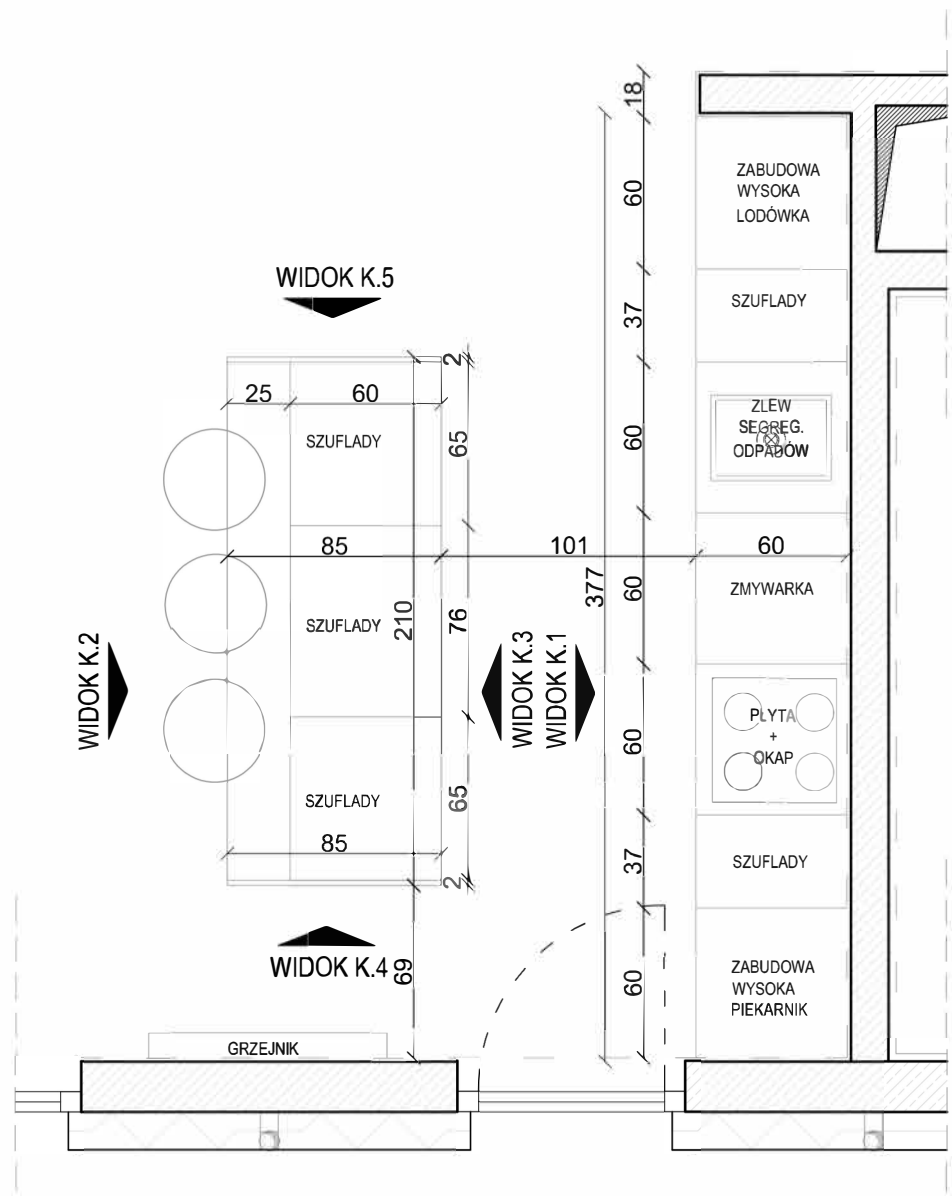 18
ZABUDOWA
WYSOKA
LODÓWKA
60
WIDOK K.5
37
SZUFLADY
2
25
60
ZLEW
SEGREG.
ODPADÓW
60
SZUFLADY
65
85
101
60
377
ZMYWARKA
60
SZUFLADY
210
76
WIDOK K.2
WIDOK K.3
WIDOK K.1
PŁYTA
+
OKAP
60
SZUFLADY
65
85
37
SZUFLADY
2
WIDOK K.4
69
60
ZABUDOWA
WYSOKA
PIEKARNIK
GRZEJNIK